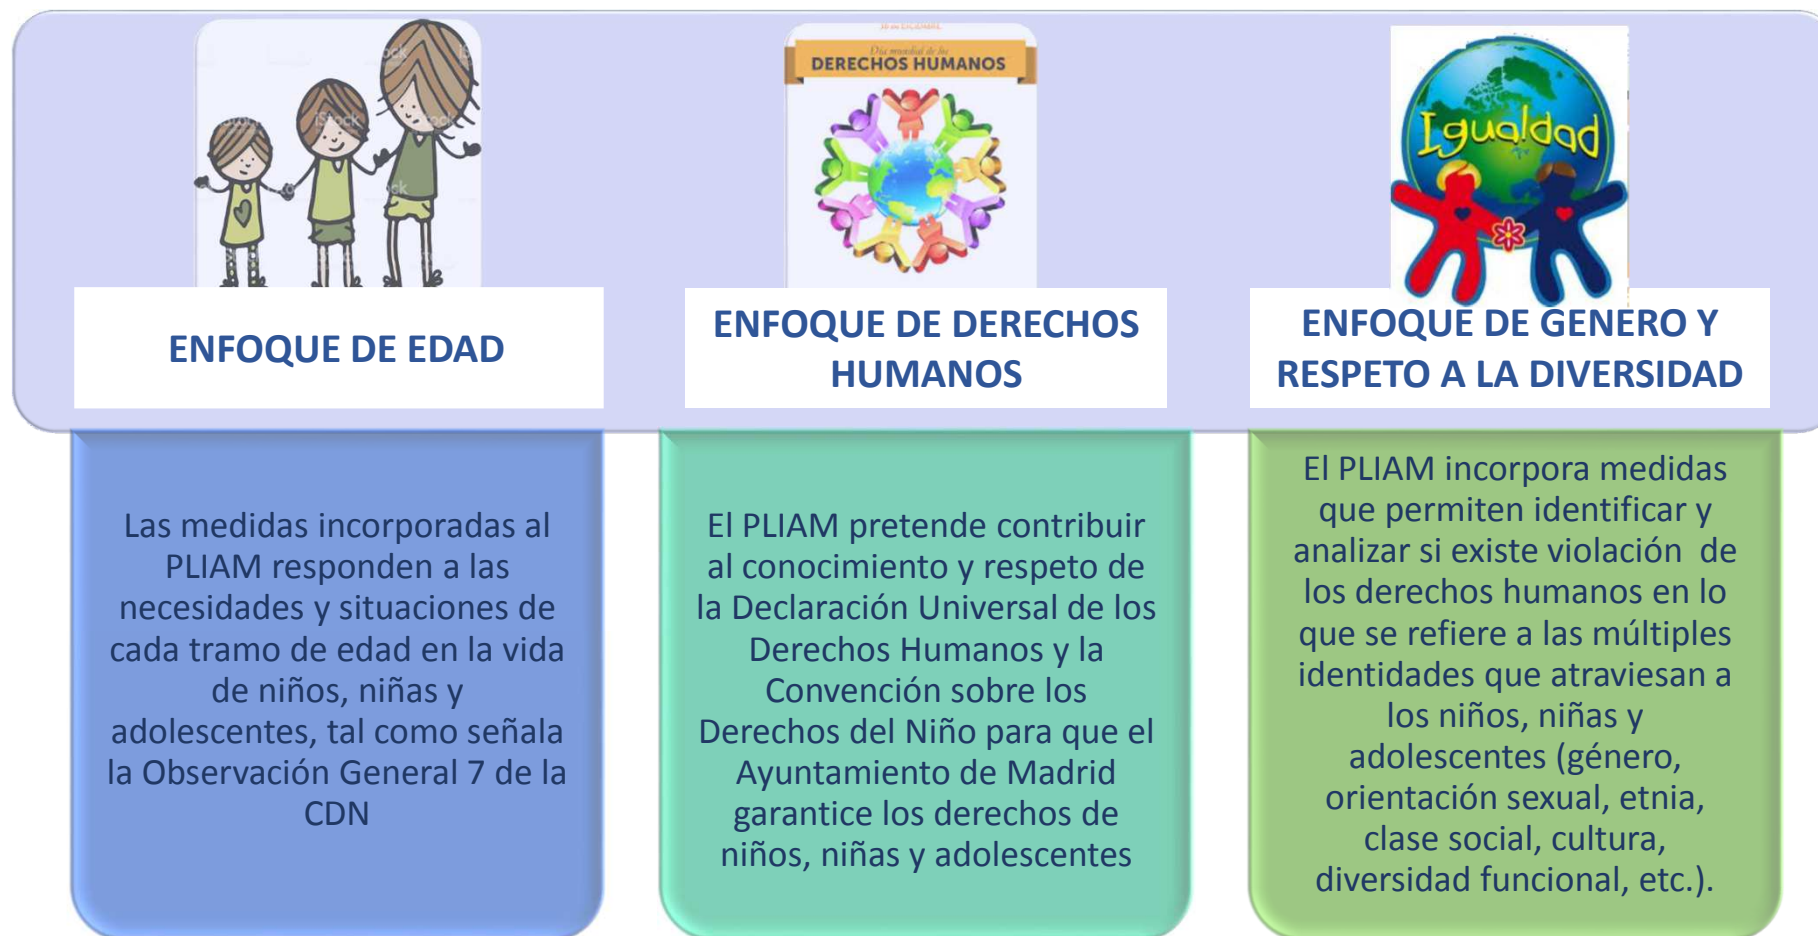 Día mundial de los
DERECHOS HUMANOS
Igualdad
iStock
ENFOQUE DE EDAD
ENFOQUE DE DERECHOS
HUMANOS
ENFOQUE DE GENERO Y
RESPETO A LA DIVERSIDAD
Las medidas incorporadas al
PLIAM responden a las
necesidades y situaciones de
cada tramo de edad en la vida
de niños, niñas y
adolescentes, tal como señala
la Observación General 7 de la
CDN
El PLIAM pretende contribuir
al conocimiento y respeto de
la Declaración Universal de los
Derechos Humanos y la
Convención sobre los
Derechos del Niño para que el
Ayuntamiento de Madrid
garantice los derechos de
niños, niñas y adolescentes
El PLIAM incorpora medidas
que permiten identificar y
analizar si existe violación de
los derechos humanos en lo
que se refiere a las múltiples
identidades que atraviesan a
los niños, niñas y
adolescentes (género,
orientación sexual, etnia,
clase social, cultura,
diversidad funcional, etc.).